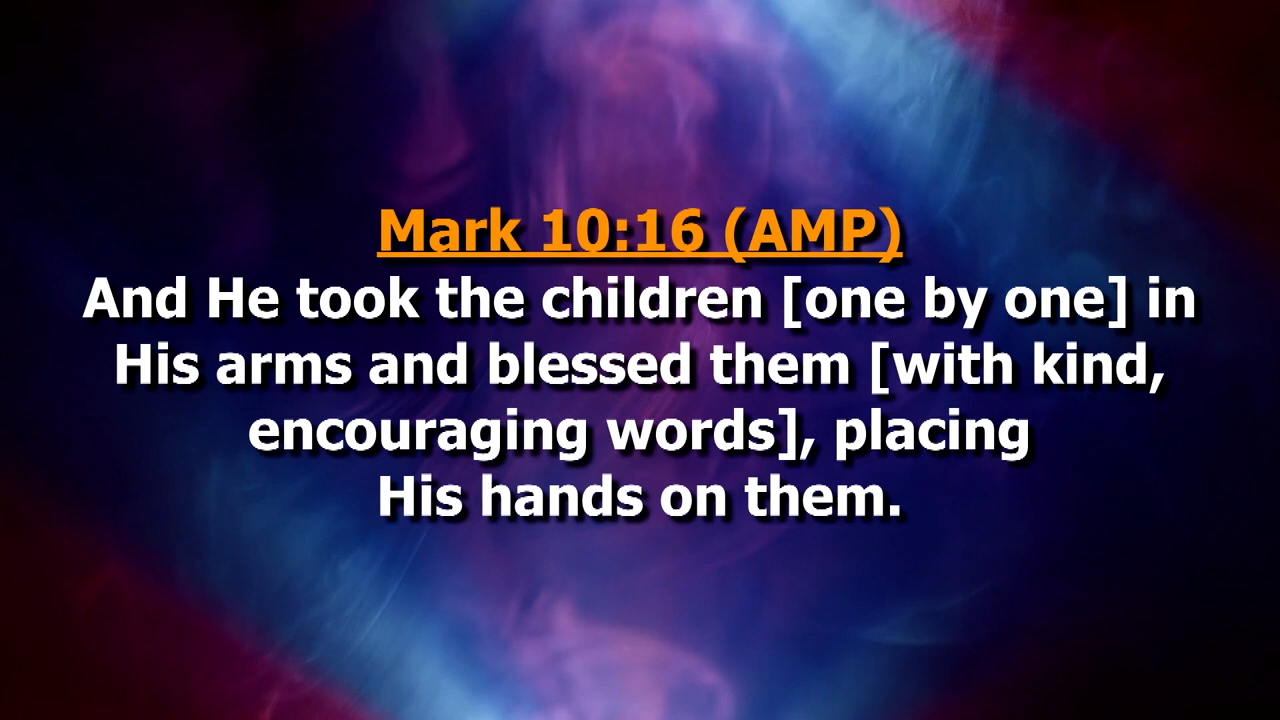 Mark 10:16 (AMP)
And He took the children [one by one] in
His arms and blessed them [with kind,
encouraging words], placing
His hands on them.